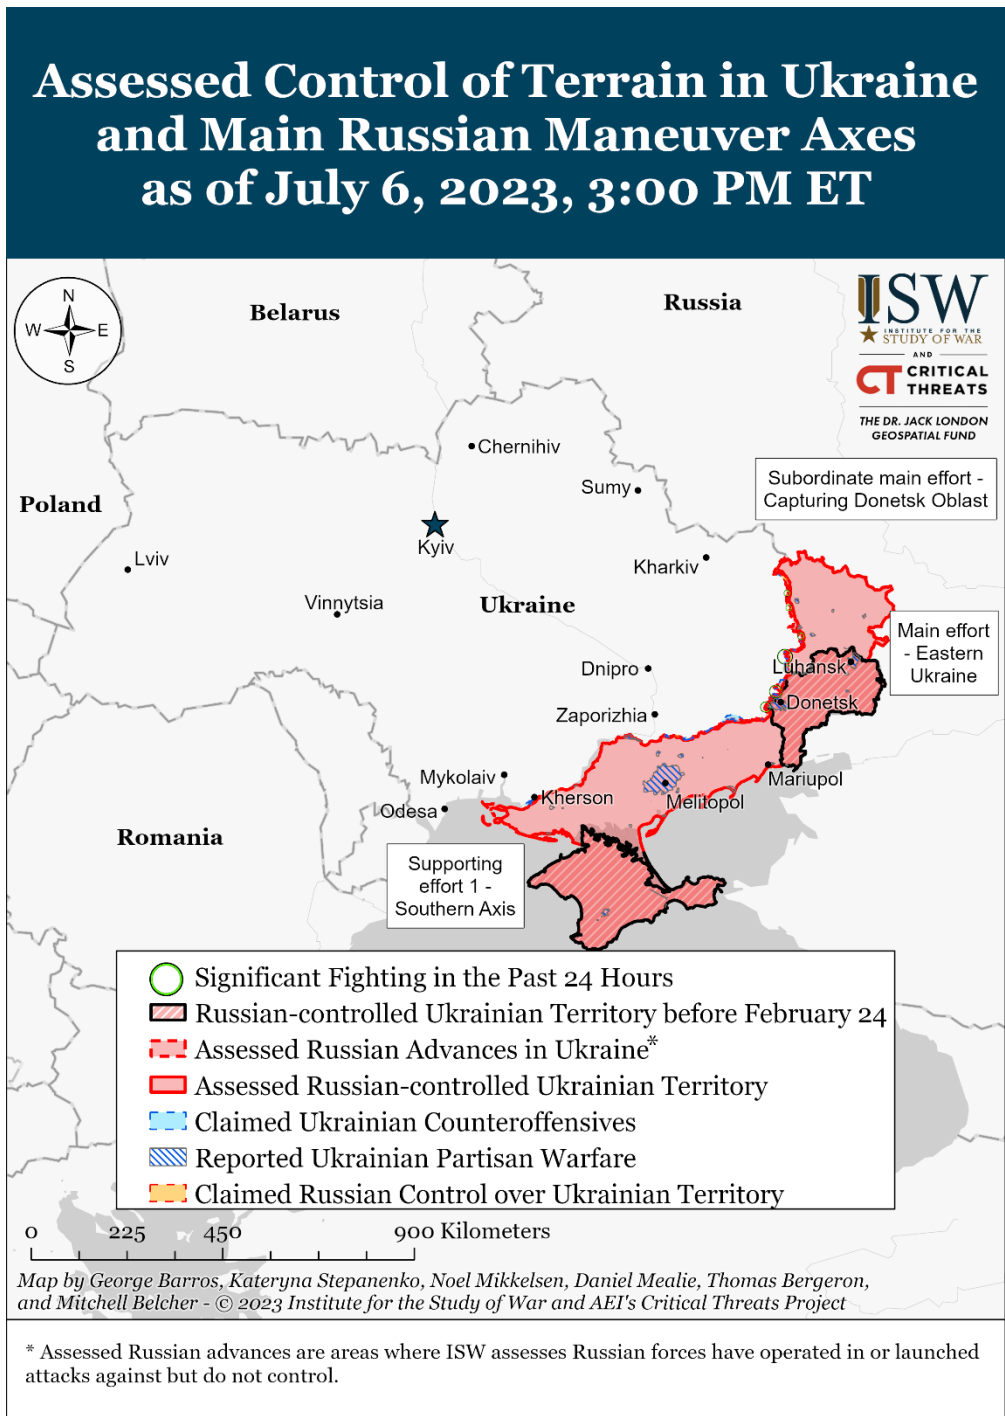 Assessed Control of Terrain in Ukraine
and Main Russian Maneuver Axes
as of July 6, 2023, 3:00 PM ET
N
W
E
S
Belarus
Russia
ISW
INSTITUTE FOR THE
STUDY OF WAR
AND
CT CRITICAL
THREATS
THE DR. JACK LONDON
GEOSPATIAL FUND
Chernihiv
Subordinate main effort -
Capturing Donetsk Oblast
Sumy
Poland
Kyiv
Lviv
Kharkiv
Vinnytsia
Ukraine
Main effort
- Eastern
Ukraine
Dnipro
Luhansk
Donetsk
Zaporizhia
Mykolaiv
Mariupol
Kherson
Melitopol
Odesa
Romania
Supporting
effort 1 -
Southern Axis
Significant Fighting in the Past 24 Hours
Russian-controlled Ukrainian Territory before February 24
Assessed Russian Advances in Ukraine*
Assessed Russian-controlled Ukrainian Territory
Claimed Ukrainian Counteroffensives
Reported Ukrainian Partisan Warfare
Claimed Russian Control over Ukrainian Territory
0 225 450 900 Kilometers
Map by George Barros, Kateryna Stepanenko, Noel Mikkelsen, Daniel Mealie, Thomas Bergeron,
and Mitchell Belcher - © 2023 Institute for the Study of War and AEI's Critical Threats Project
* Assessed Russian advances are areas where ISW assesses Russian forces have operated in or launched
attacks against but do not control.